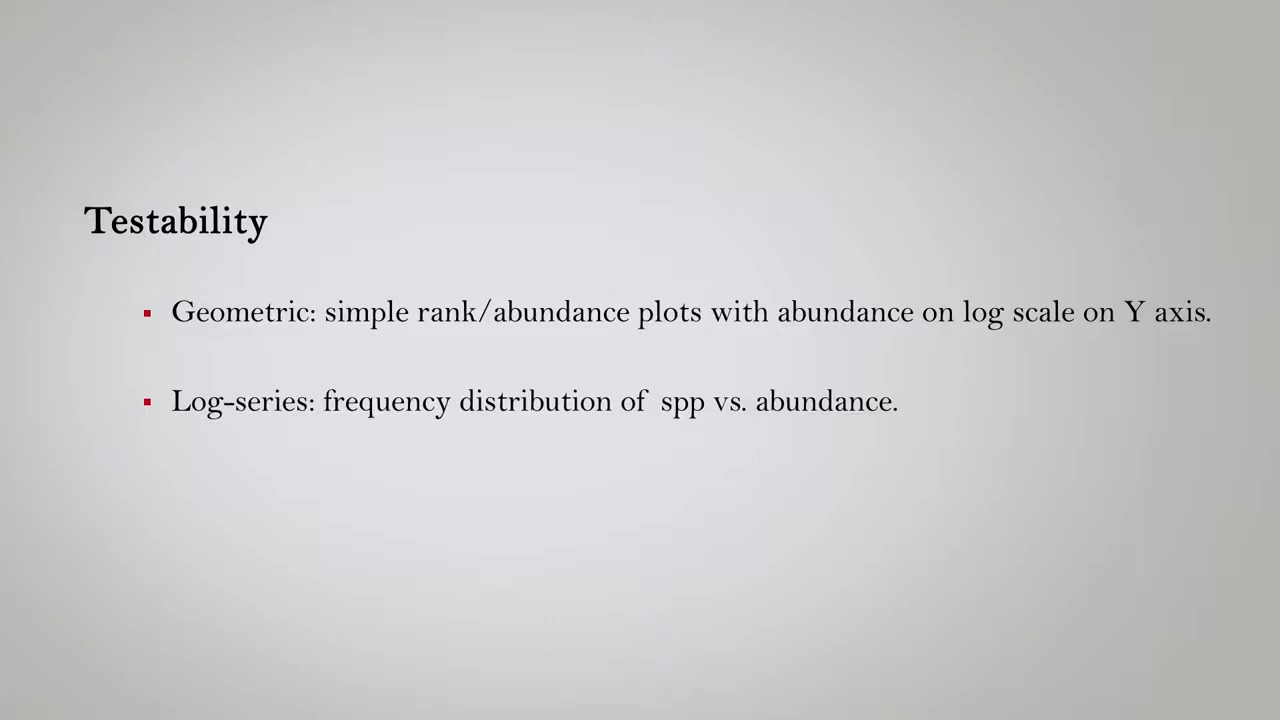 Testability
▪ Geometric: simple rank/abundance plots with abundance on log scale on Y axis.
▪ Log-series: frequency distribution of spp vs. abundance.